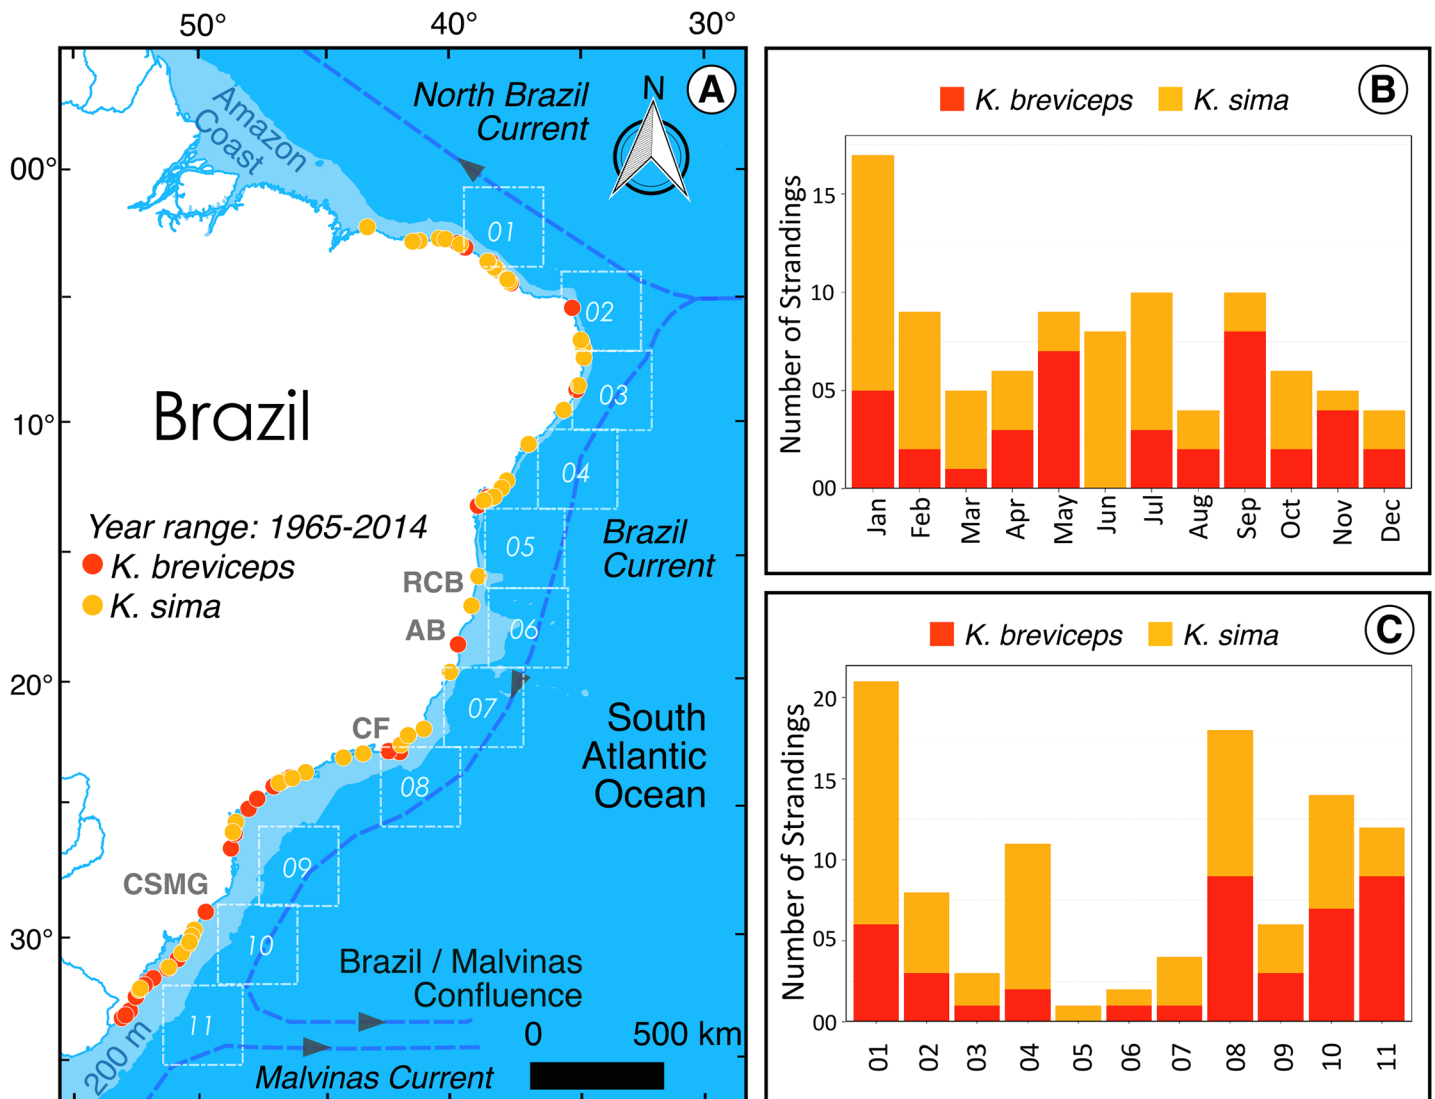 50°
40°
30°
A
North Brazil
Current
N
Amazon
Coast
00°
01
02
03
Brazil
10°
04
Year range: 1965-2014
K. breviceps
K. sima
Brazil
Current
05
RCB
AB
06
20°
07
CF
South
Atlantic
Ocean
08
09
CSMG
30°
10
Brazil / Malvinas
Confluence
11
0
500 km
200 m
Malvinas Current
B
K. breviceps
K. sima
Number of Strandings
15
10
05
00
Jan
Feb
Mar
Apr
May
Jun
Jul
Aug
Sep
Oct
Nov
Dec
C
K. breviceps
K. sima
Number of Strandings
20
15
10
05
00
01
02
03
04
05
06
07
08
09
10
11